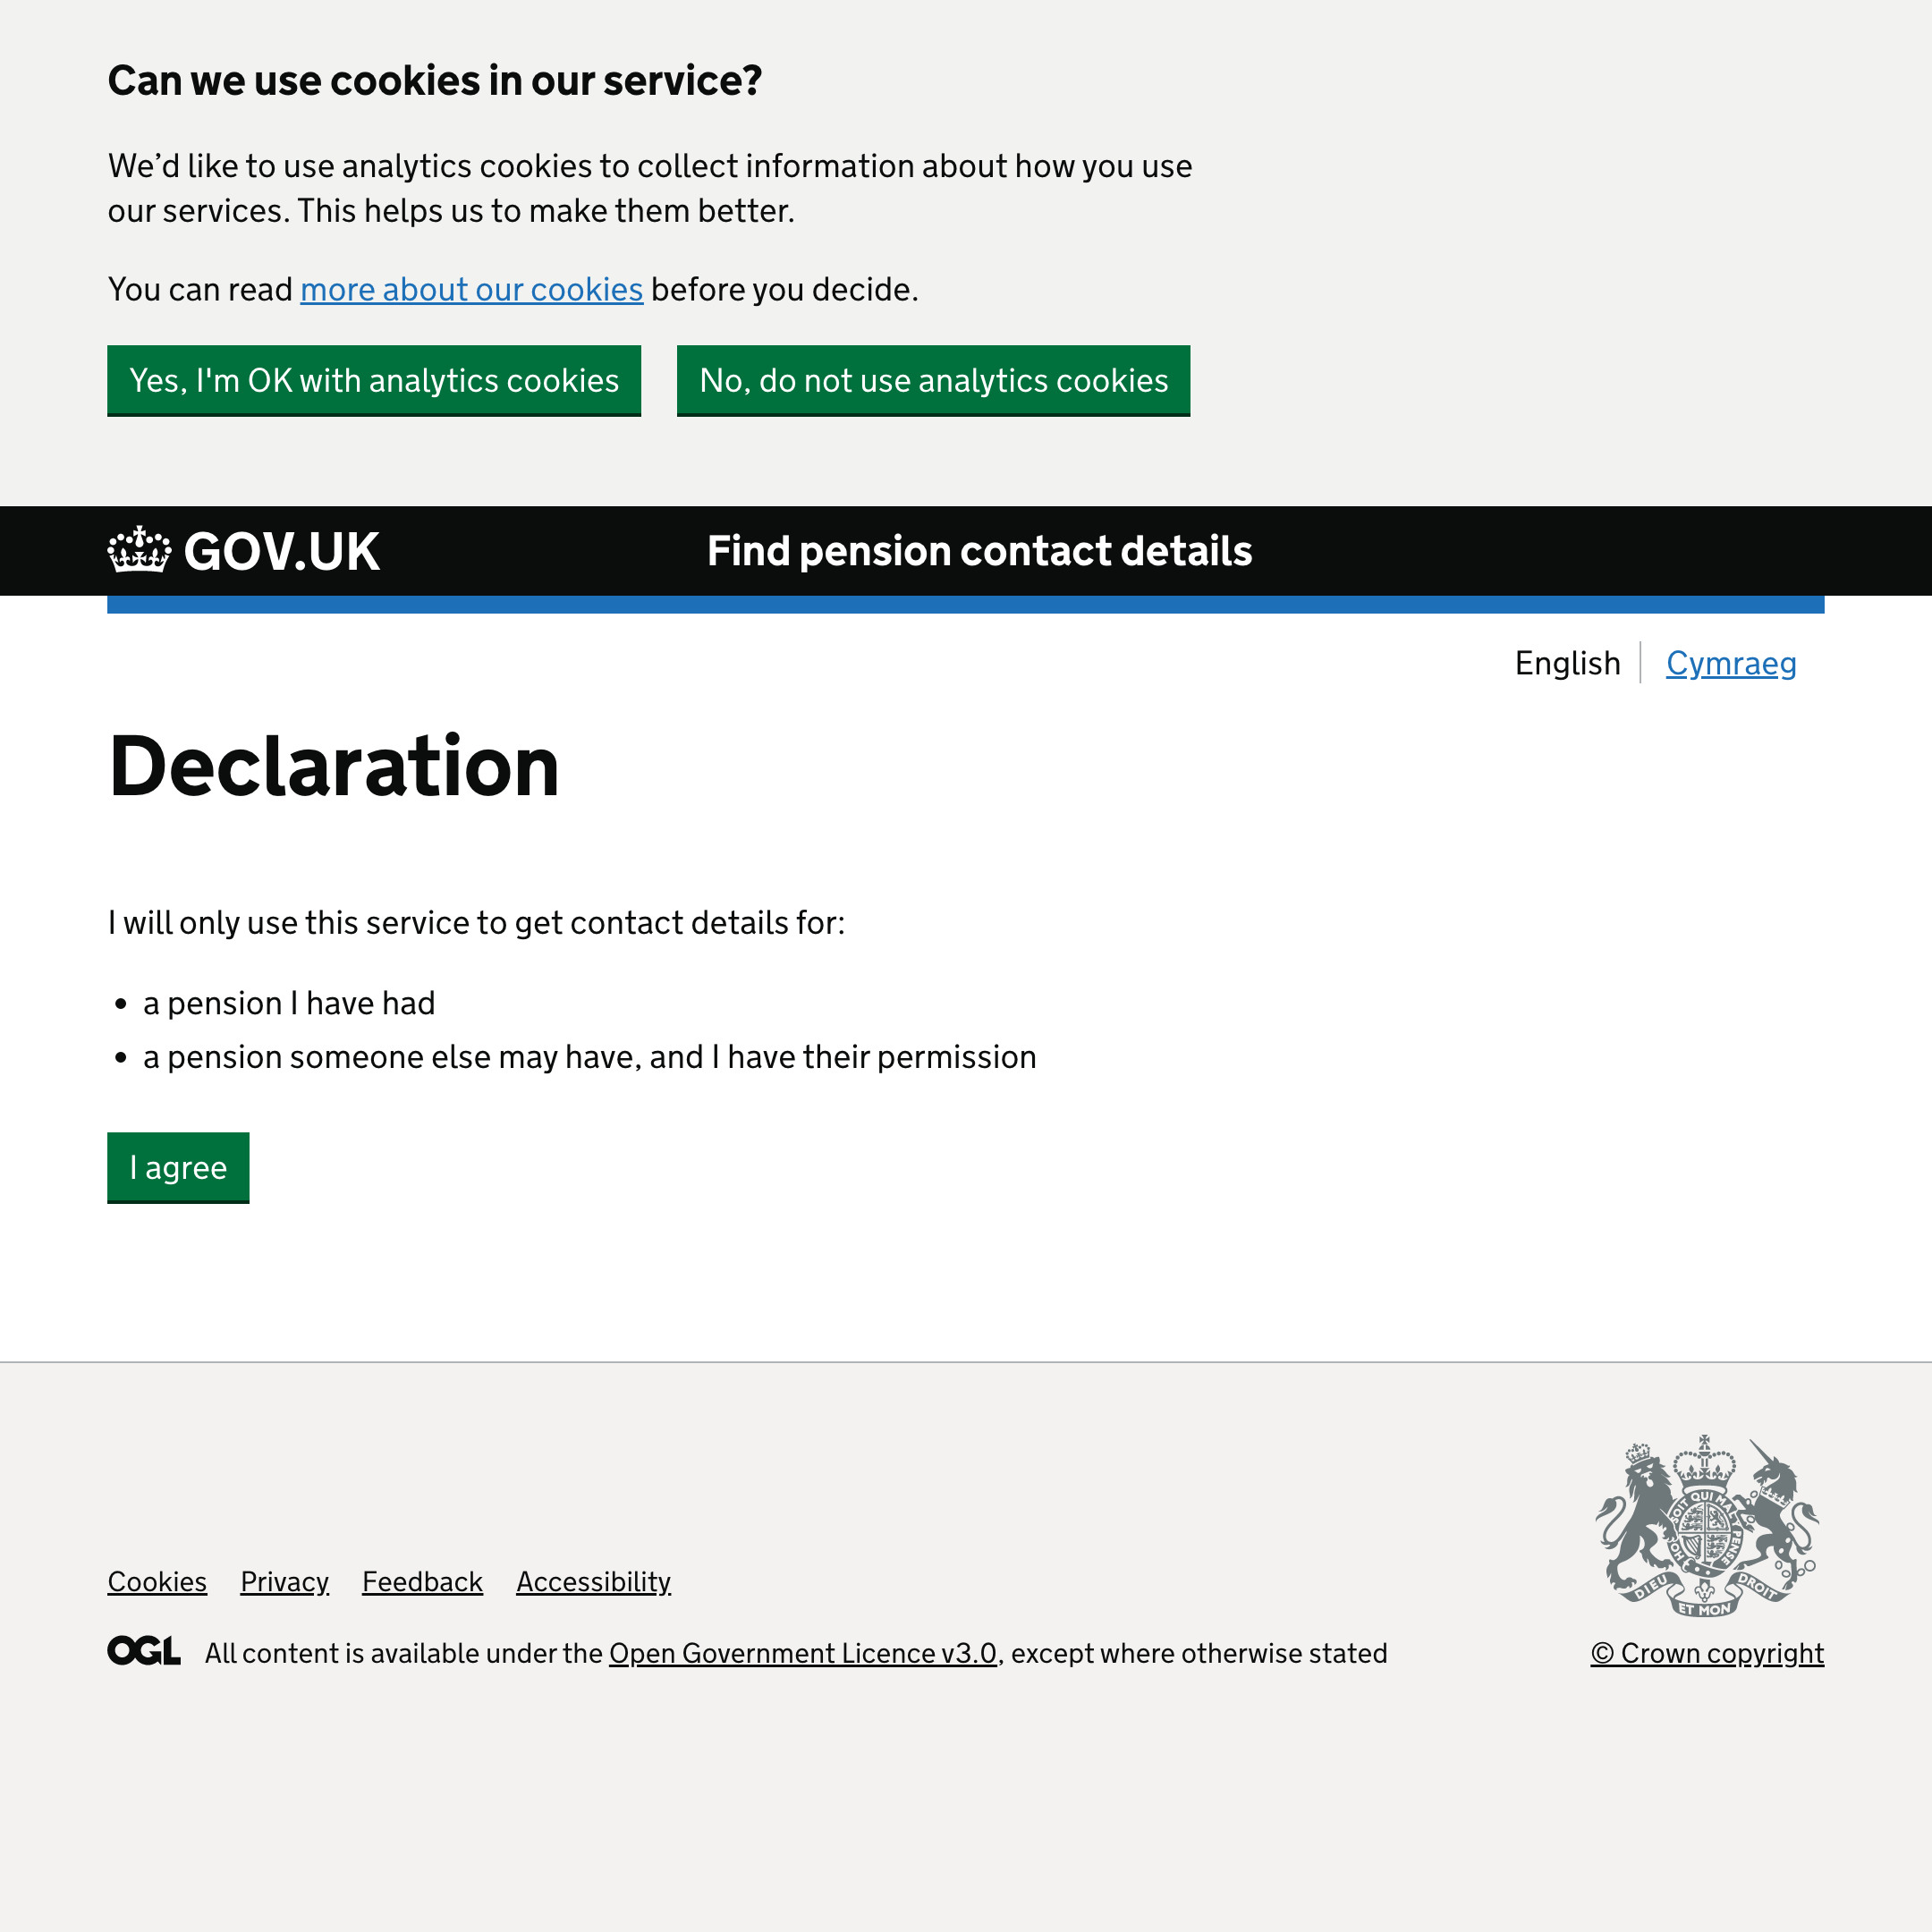 Can we use cookies in our service?
We’d like to use analytics cookies to collect information about how you use
our services. This helps us to make them better.
You can read more about our cookies before you decide.
Yes, I'm OK with analytics cookies
No, do not use analytics cookies
GOV.UK
Find pension contact details
English
Cymraeg
Declaration
I will only use this service to get contact details for:
• a pension I have had
• a pension someone else may have, and I have their permission
I agree
Cookies Privacy Feedback Accessibility
OGL All content is available under the Open Government Licence v3.0, except where otherwise stated
QUI MAL Y PENSE
DIEU ET MON DROIT
© Crown copyright